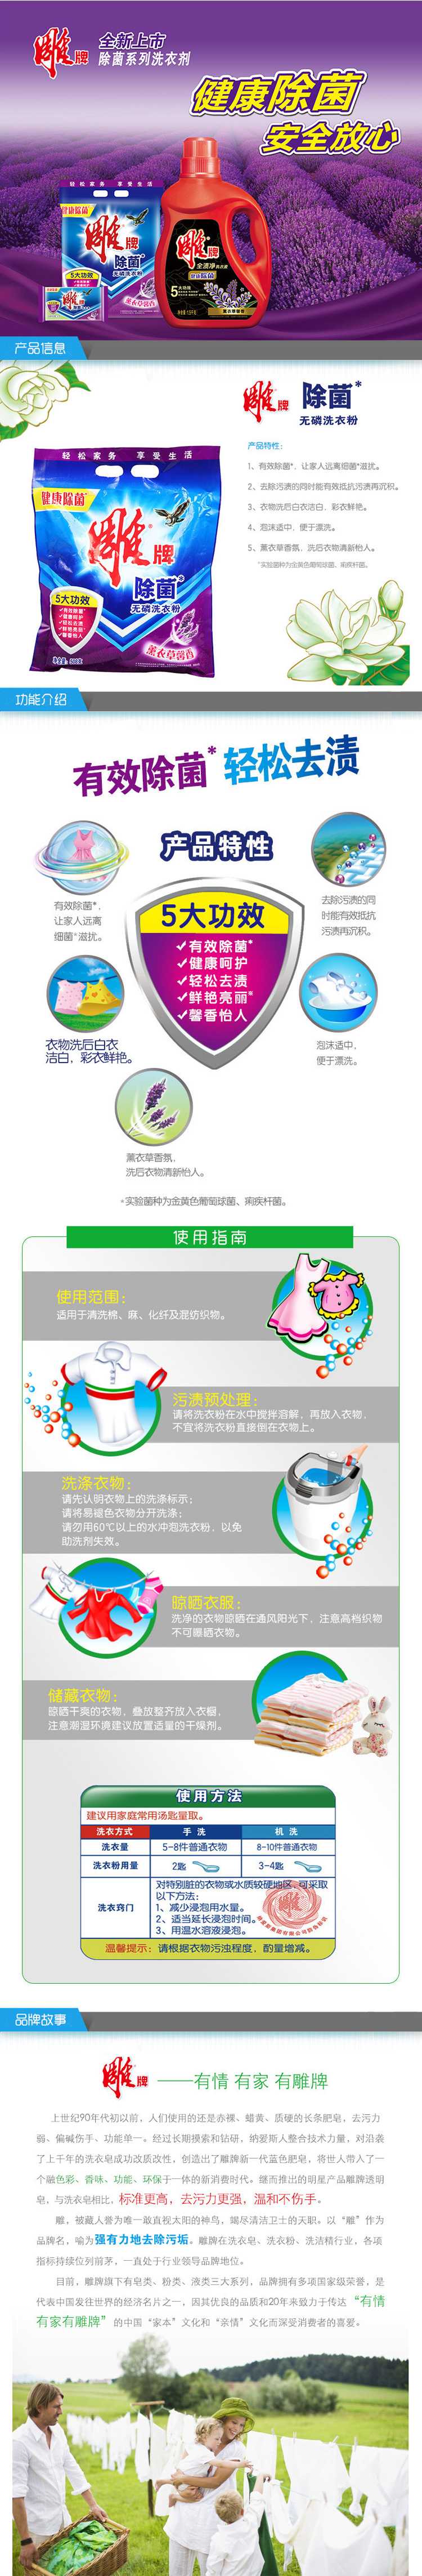 雕牌 全新上市
除菌系列洗衣剂
健康除菌
安全放心
轻松家务 享受生活
健康除菌
雕牌
除菌
无磷洗衣粉
5大功效
薰衣草馨香
雕牌
全渍净
健康除菌
5大功效
薰衣草馨香
产品信息
雕牌 除菌*
无磷洗衣粉
产品特性：
1、有效除菌*，让家人远离细菌*滋扰。
2、去除污渍的同时能有效抵抗污渍再沉积。
3、衣物洗后白衣洁白，彩衣鲜艳。
4、泡沫适中，便于漂洗。
5、薰衣草香氛，洗后衣物清新怡人。
*实验菌种为金黄色葡萄球菌、痢疾杆菌。
轻松家务 享受生活
健康除菌*
雕牌
除菌*
无磷洗衣粉
5大功效
有效除菌*
健康呵护
轻松去渍
鲜艳亮丽*
馨香怡人
薰衣草馨香
净含量：508克
功能介绍
有效除菌* 轻松去渍
产品特性
5大功效
有效除菌*
健康呵护
轻松去渍
鲜艳亮丽*
馨香怡人
有效除菌*，
让家人远离
细菌*滋扰。
去除污渍的同
时能有效抵抗
污渍再沉积。
衣物洗后白衣
洁白，彩衣鲜艳。
泡沫适中，
便于漂洗。
薰衣草香氛，
洗后衣物清新怡人。
*实验菌种为金黄色葡萄球菌、痢疾杆菌。
使用指南
使用范围：
适用于清洗棉、麻、化纤及混纺织物。
污渍预处理：
请将洗衣粉在水中搅拌溶解，再放入衣物，
不宜将洗衣粉直接倒在衣物上。
洗涤衣物：
请先认明衣物上的洗涤标示；
请将易褪色衣物分开洗涤；
请勿用60℃以上的水冲泡洗衣粉，以免
助洗剂失效。
晾晒衣服：
洗净的衣物晾晒在通风阳光下，注意高档织物
不可曝晒衣物。
储藏衣物：
晾晒干爽的衣物，叠放整齐放入衣橱，
注意潮湿环境建议放置适量的干燥剂。
使用方法
建议用家庭常用汤匙量取。
洗衣方式 手 洗 机 洗
洗衣量 5-8件普通衣物 8-10件普通衣物
洗衣粉用量 2匙 3-4匙
洗衣窍门
对特别脏的衣物或水质较硬地区，可采取
以下方法：
1、减少浸泡用水量。
2、适当延长浸泡时间。
3、用温水溶液浸泡。
温馨提示：请根据衣物污浊程度，酌量增减。
品牌故事
雕牌 ——有情 有家 有雕牌
上世纪90年代初以前，人们使用的还是赤裸、蜡黄、质硬的长条肥皂，去污力
弱、偏碱伤手、功能单一。经过长期摸索和钻研，纳爱斯人整合技术力量，对沿袭
了上千年的洗衣皂成功改质改性，创造出了雕牌新一代蓝色肥皂，将世人带入了一
个融色彩、香味、功能、环保于一体的新消费时代。继而推出的明星产品雕牌透明
皂，与洗衣皂相比，标准更高，去污力更强，温和不伤手。
雕，被藏人誉为唯一敢直视太阳的神鸟，竭尽清洁卫士的天职。以“雕”作为
品牌名，喻为强有力地去除污垢。雕牌在洗衣皂、洗衣粉、洗洁精行业，各项
指标持续位列前茅，一直处于行业领导品牌地位。
目前，雕牌旗下有皂类、粉类、液类三大系列，品牌拥有多项国家级荣誉，是
代表中国发往世界的经济名片之一，因其优良的品质和20年来致力于传达“有情
有家有雕牌”的中国“家本”文化和“亲情”文化而深受消费者的喜爱。